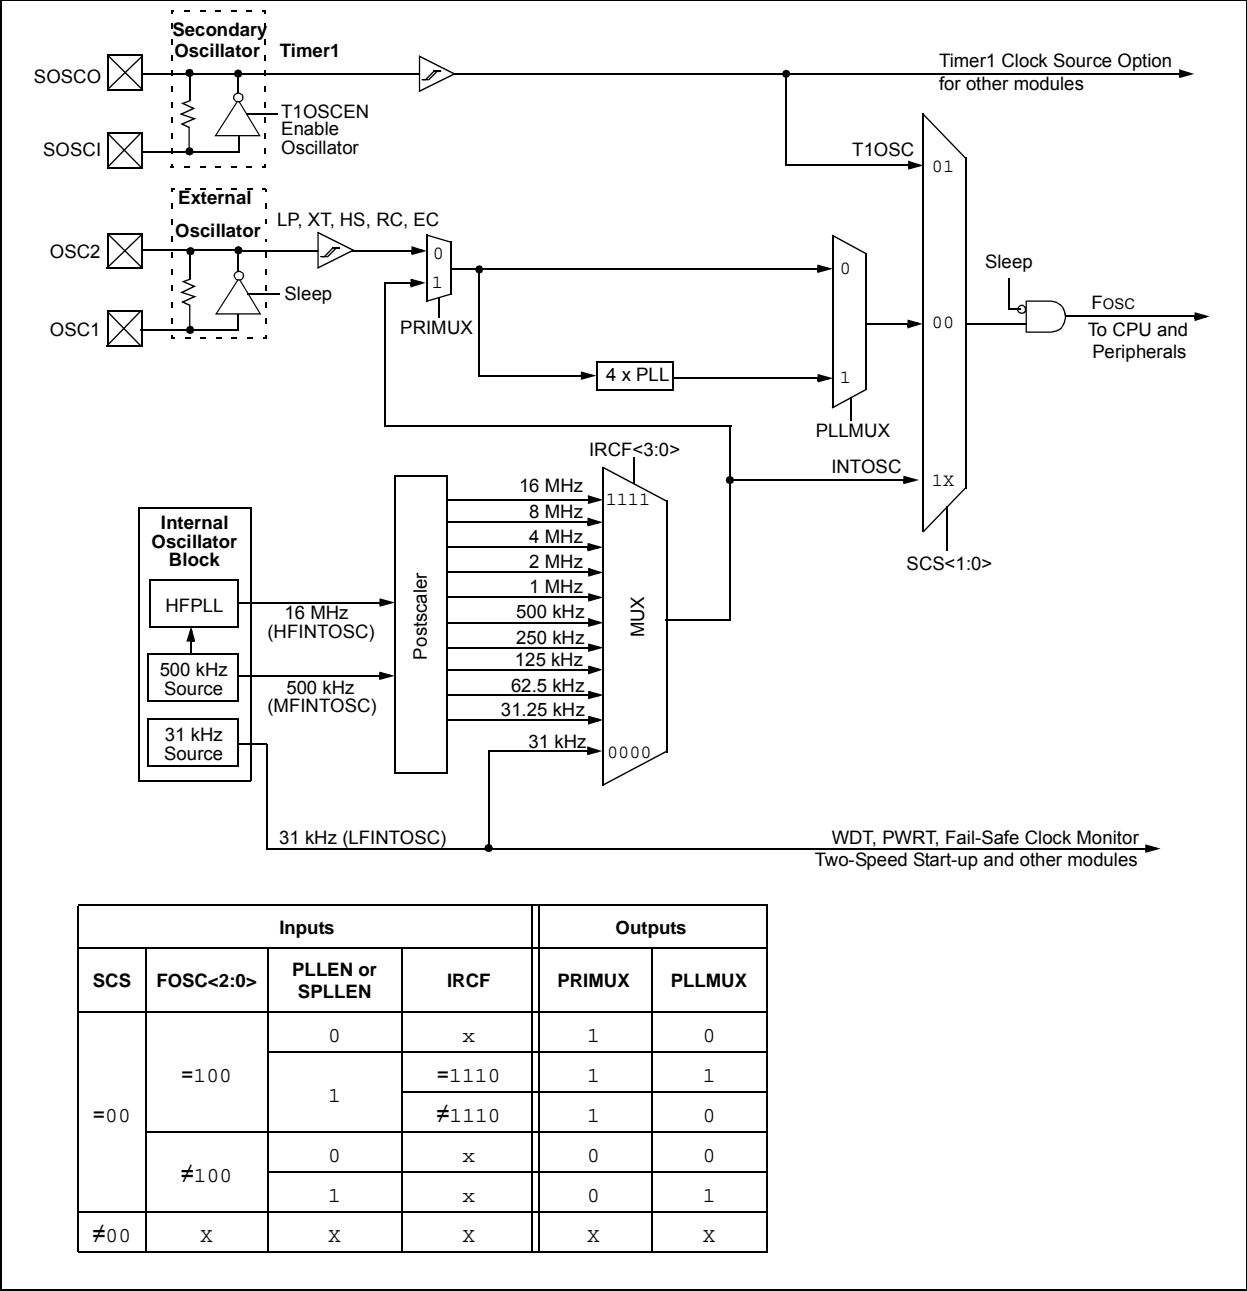 Secondary
Oscillator
Timer1
SOSCO
SOSCI
T1OSCEN
Enable
Oscillator
Timer1 Clock Source Option
for other modules
T1OSC
01
External
Oscillator
LP, XT, HS, RC, EC
OSC2
OSC1
Sleep
0
1
PRIMUX
4 x PLL
0
1
PLLMUX
00
Sleep
FOSC
To CPU and
Peripherals
INTOSC
1X
SCS<1:0>
IRCF<3:0>
Internal
Oscillator
Block
HFPLL
500 kHz
Source
31 kHz
Source
16 MHz
(HFINTOSC)
500 kHz
(MFINTOSC)
Postscaler
16 MHz
8 MHz
4 MHz
2 MHz
1 MHz
500 kHz
250 kHz
125 kHz
62.5 kHz
31.25 kHz
31 kHz
1111
MUX
0000
31 kHz (LFINTOSC)
WDT, PWRT, Fail-Safe Clock Monitor
Two-Speed Start-up and other modules
Inputs Outputs
SCS FOSC<2:0> PLLEN or SPLLEN IRCF PRIMUX PLLMUX
=00 =100 0 x 1 0
1 =1110 1 1
≠1110 1 0
≠100 0 x 0 0
1 x 0 1
≠00 X X X X X